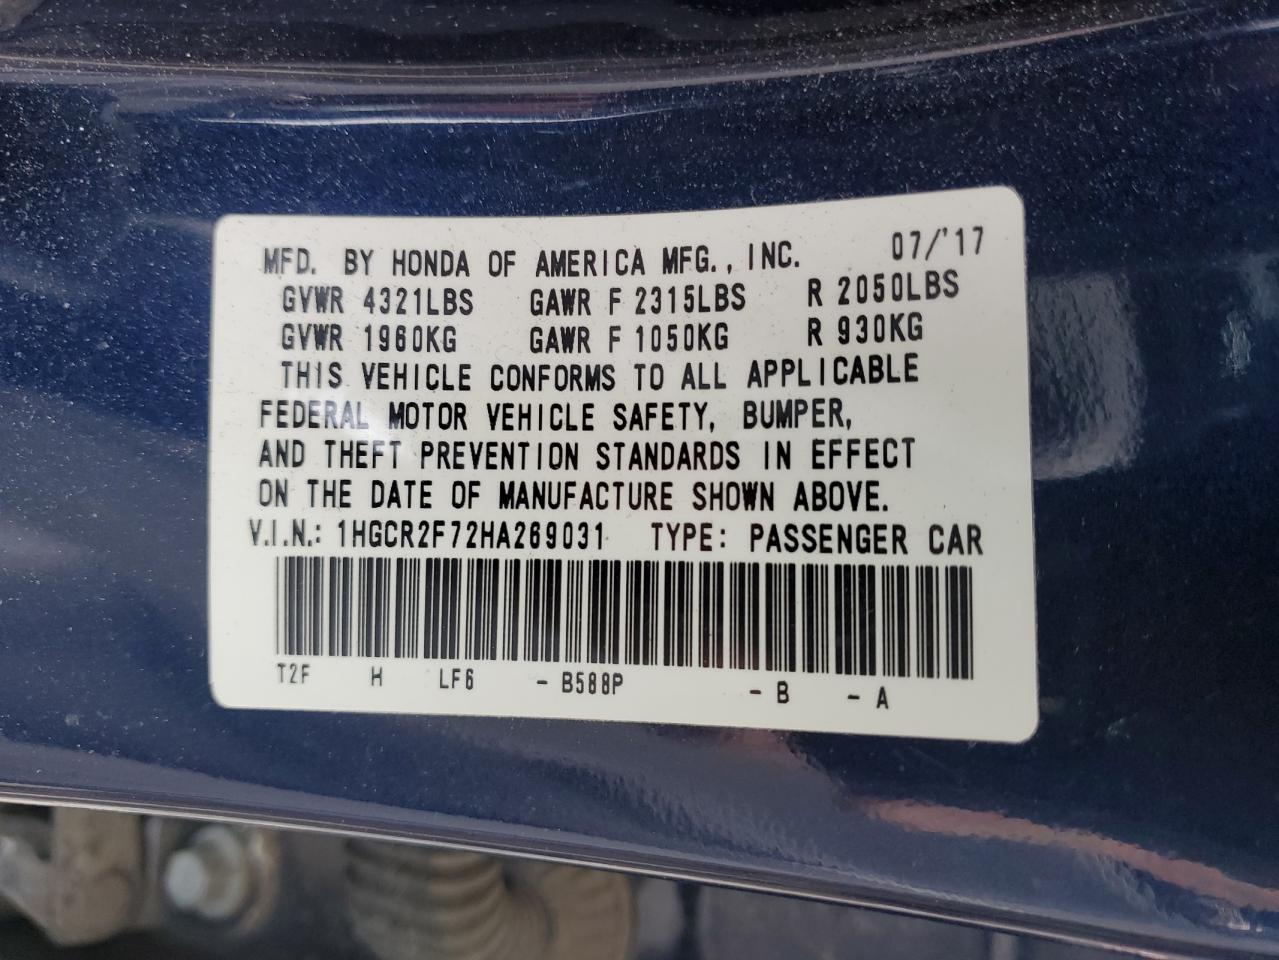 MFD. BY HONDA OF AMERICA MFG., INC. 07/'17
GVWR 4321LBS GAWR F 2315LBS R 2050LBS
GVWR 1960KG GAWR F 1050KG R 930KG
THIS VEHICLE CONFORMS TO ALL APPLICABLE
FEDERAL MOTOR VEHICLE SAFETY, BUMPER,
AND THEFT PREVENTION STANDARDS IN EFFECT
ON THE DATE OF MANUFACTURE SHOWN ABOVE.
V.I.N.: 1HGCR2F72HA269031 TYPE: PASSENGER CAR
T2F H LF6 - B588P - B - A